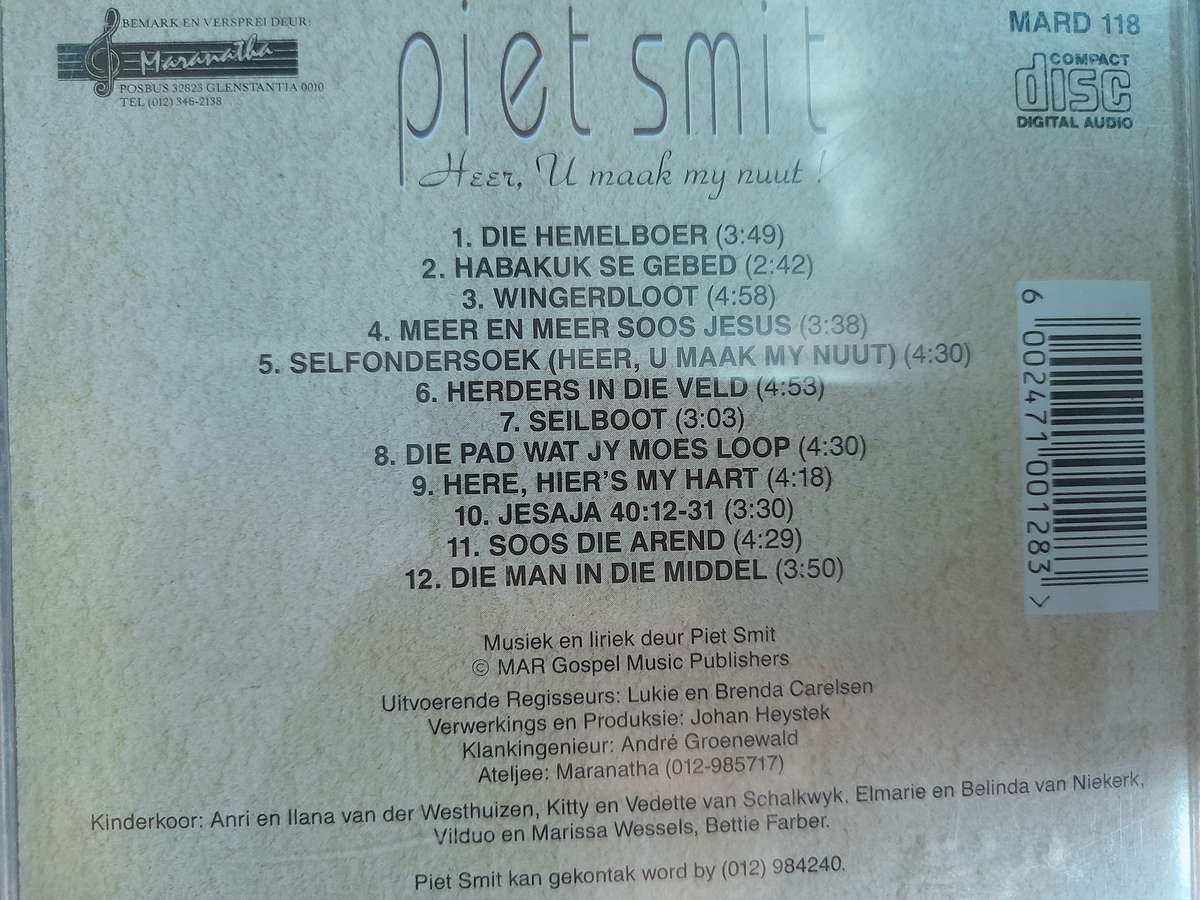 BEMARK EN VERSPREI DEUR:
Maranatha
POSBUS 32823 GLENSTANTIA 0010
TEL (012) 346-2138
MARD 118
COMPACT
disc
DIGITAL AUDIO
piet smit
Heer, U maak my nuut !
1. DIE HEMELBOER (3:49)
2. HABAKUK SE GEBED (2:42)
3. WINGERDLOOT (4:58)
4. MEER EN MEER SOOS JESUS (3:38)
5. SELFONDERSOEK (HEER, U MAAK MY NUUT) (4:30)
6. HERDERS IN DIE VELD (4:53)
7. SEILBOOT (3:03)
8. DIE PAD WAT JY MOES LOOP (4:30)
9. HERE, HIER'S MY HART (4:18)
10. JESAJA 40:12-31 (3:30)
11. SOOS DIE AREND (4:29)
12. DIE MAN IN DIE MIDDEL (3:50)
6 002471 001283 >
Musiek en liriek deur Piet Smit
© MAR Gospel Music Publishers
Uitvoerende Regisseurs: Lukie en Brenda Carelsen
Verwerkings en Produksie: Johan Heystek
Klankingenieur: André Groenewald
Ateljee: Maranatha (012-985717)
Kinderkoor: Anri en Ilana van der Westhuizen, Kitty en Vedette van Schalkwyk. Elmarie en Belinda van Niekerk,
Vilduo en Marissa Wessels, Bettie Farber.
Piet Smit kan gekontak word by (012) 984240.